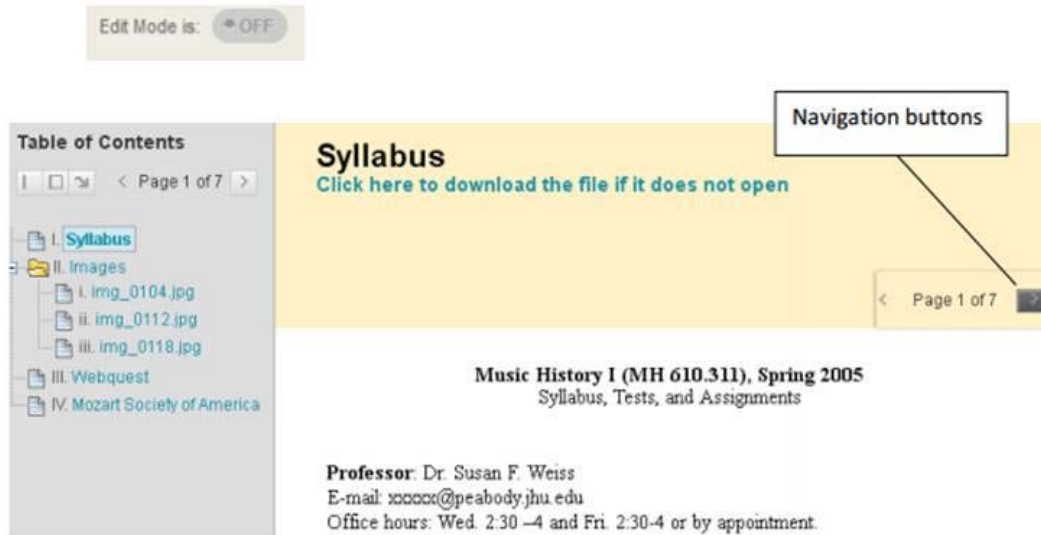 Edit Mode is: OFF
Navigation buttons
Table of Contents
< Page 1 of 7 >
I. Syllabus
II. Images
i. img_0104.jpg
ii. img_0112.jpg
iii. img_0118.jpg
III. Webquest
IV. Mozart Society of America
Syllabus
Click here to download the file if it does not open
< Page 1 of 7 >
Music History I (MH 610.311), Spring 2005
Syllabus, Tests, and Assignments
Professor: Dr. Susan F. Weiss
E-mail: xxxxxx@peabody.jhu.edu
Office hours: Wed. 2:30 –4 and Fri. 2:30-4 or by appointment.